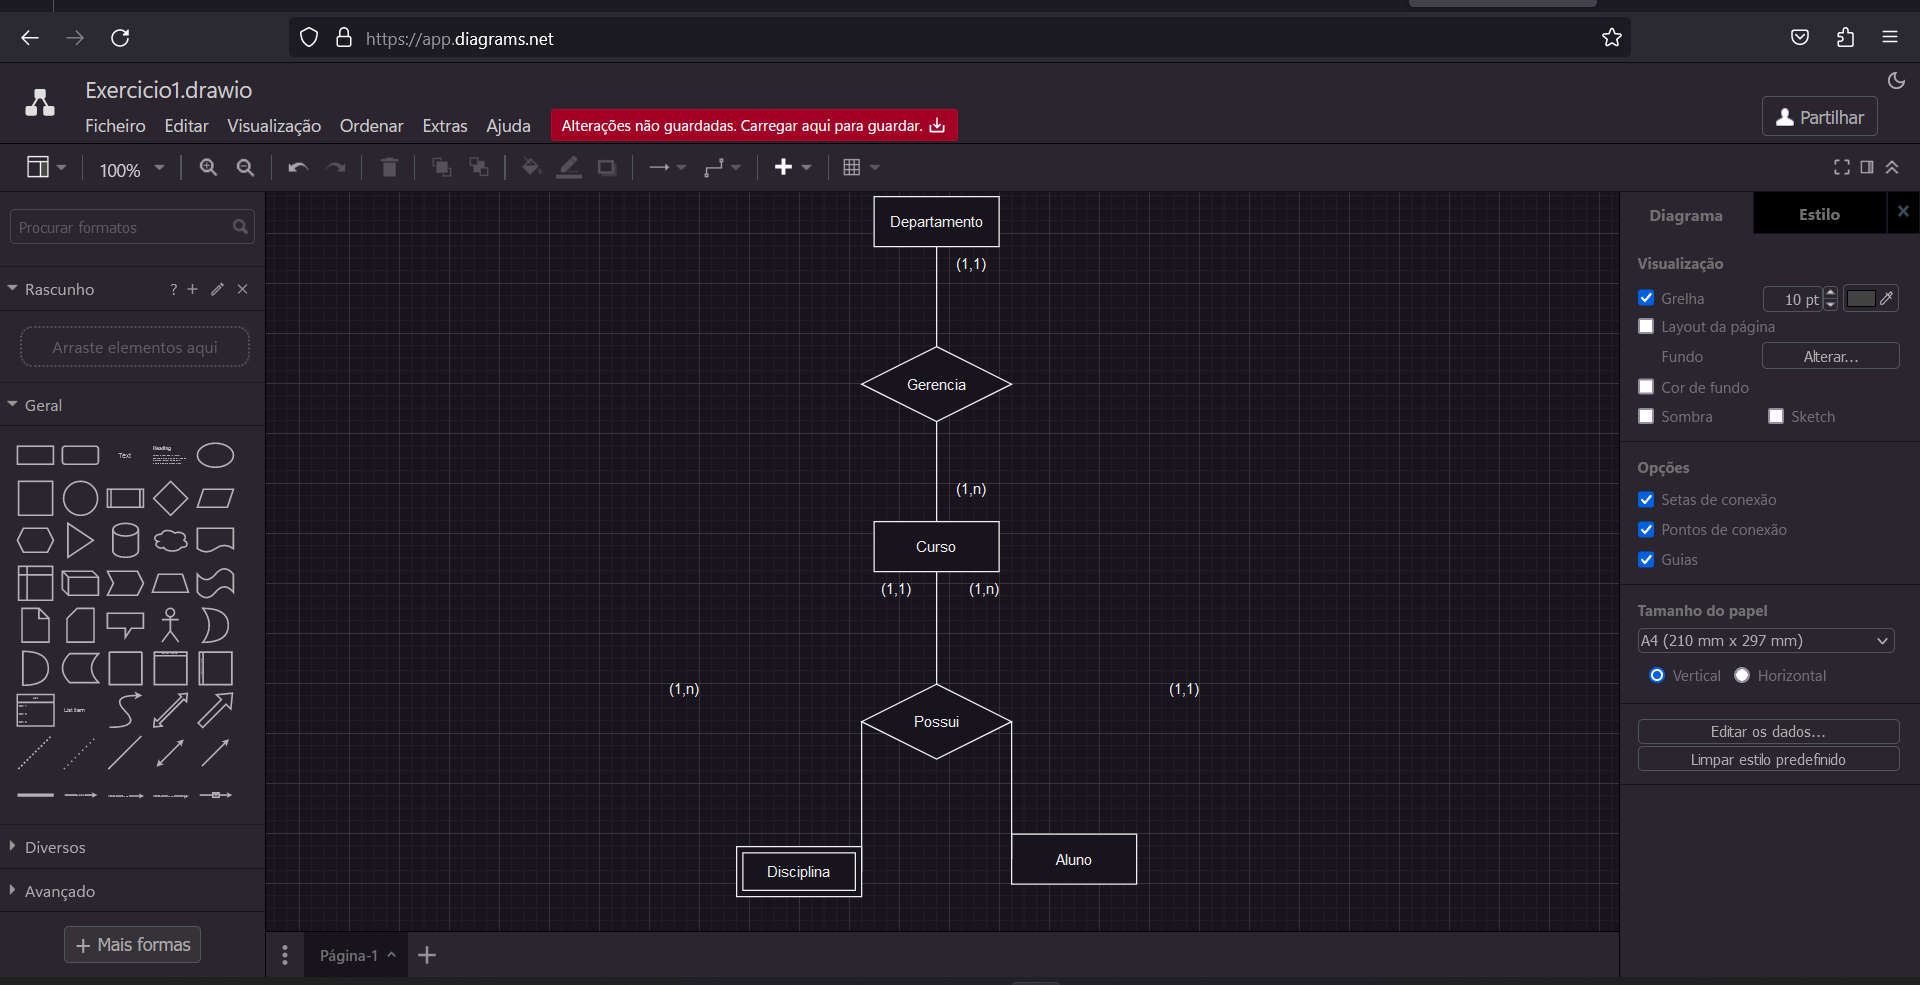 https://app.diagrams.net
Exercicio1.drawio
Ficheiro Editar Visualização Ordenar Extras Ajuda
Alterações não guardadas. Carregar aqui para guardar.
Partilhar
100%
Procurar formatos
Rascunho ?
Arraste elementos aqui
Geral
Text
Heading
List Item
Diversos
Avançado
+ Mais formas
Departamento
(1,1)
Gerencia
(1,n)
Curso
(1,1) (1,n)
(1,n) (1,1)
Possui
Disciplina
Aluno
Página-1
Diagrama Estilo
Visualização
Grelha 10 pt
Layout da página
Fundo Alterar...
Cor de fundo
Sombra Sketch
Opções
Setas de conexão
Pontos de conexão
Guias
Tamanho do papel
A4 (210 mm x 297 mm)
Vertical Horizontal
Editar os dados...
Limpar estilo predefinido